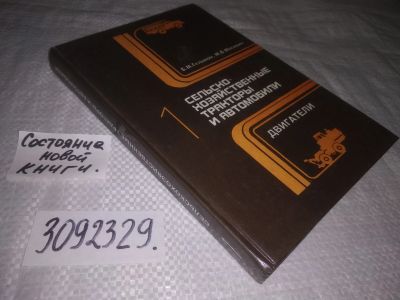 1
СЕЛЬСКО-
ХОЗЯЙСТВЕННЫЕ
ТРАКТОРЫ
И АВТОМОБИЛИ
ДВИГАТЕЛИ
Состояние
новой
книги.
3092329.